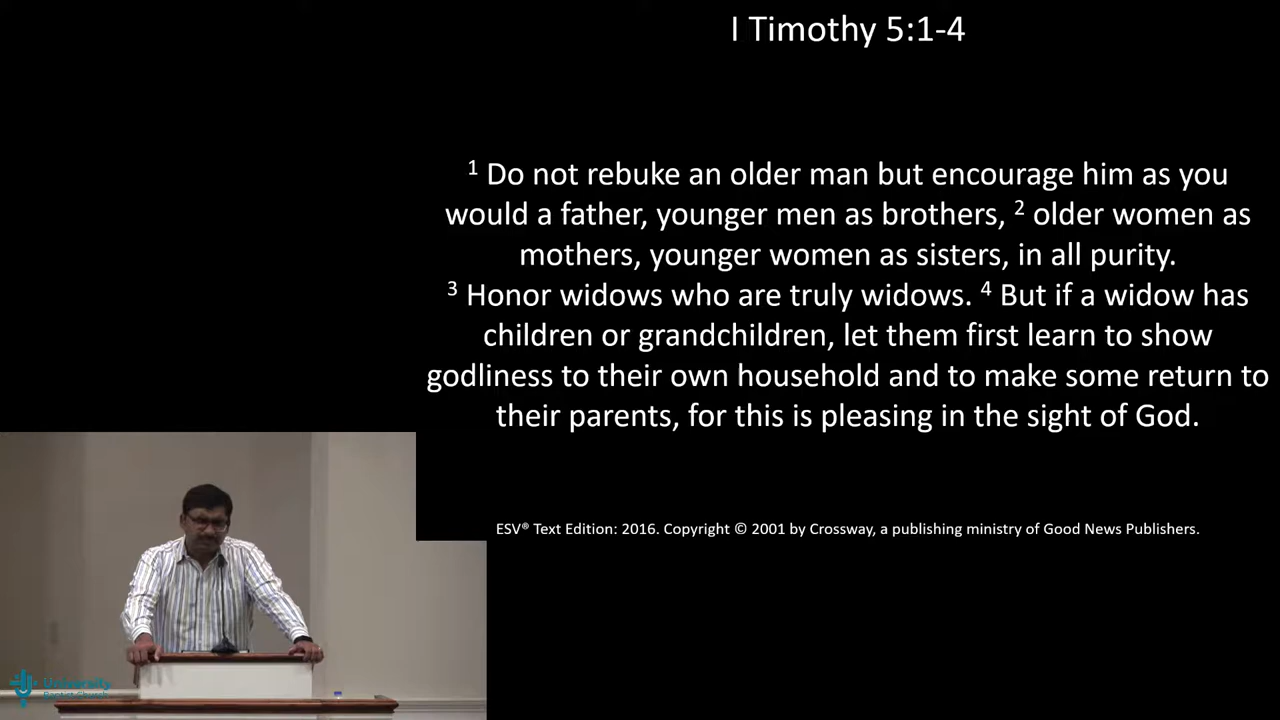 I Timothy 5:1-4
1 Do not rebuke an older man but encourage him as you
would a father, younger men as brothers, 2 older women as
mothers, younger women as sisters, in all purity.
3 Honor widows who are truly widows. 4 But if a widow has
children or grandchildren, let them first learn to show
godliness to their own household and to make some return to
their parents, for this is pleasing in the sight of God.
ESV® Text Edition: 2016. Copyright © 2001 by Crossway, a publishing ministry of Good News Publishers.
University
Baptist Church